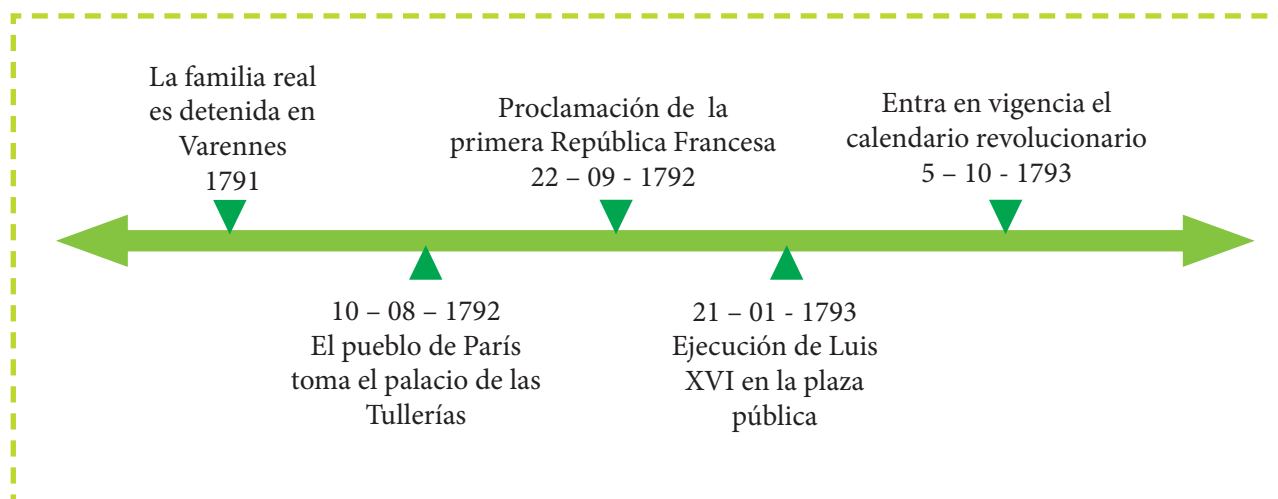 La familia real
es detenida en
Varennes
1791
10 – 08 – 1792
El pueblo de París
toma el palacio de las
Tullerías
Proclamación de la
primera República Francesa
22 – 09 - 1792
21 – 01 - 1793
Ejecución de Luis
XVI en la plaza
pública
Entra en vigencia el
calendario revolucionario
5 – 10 - 1793